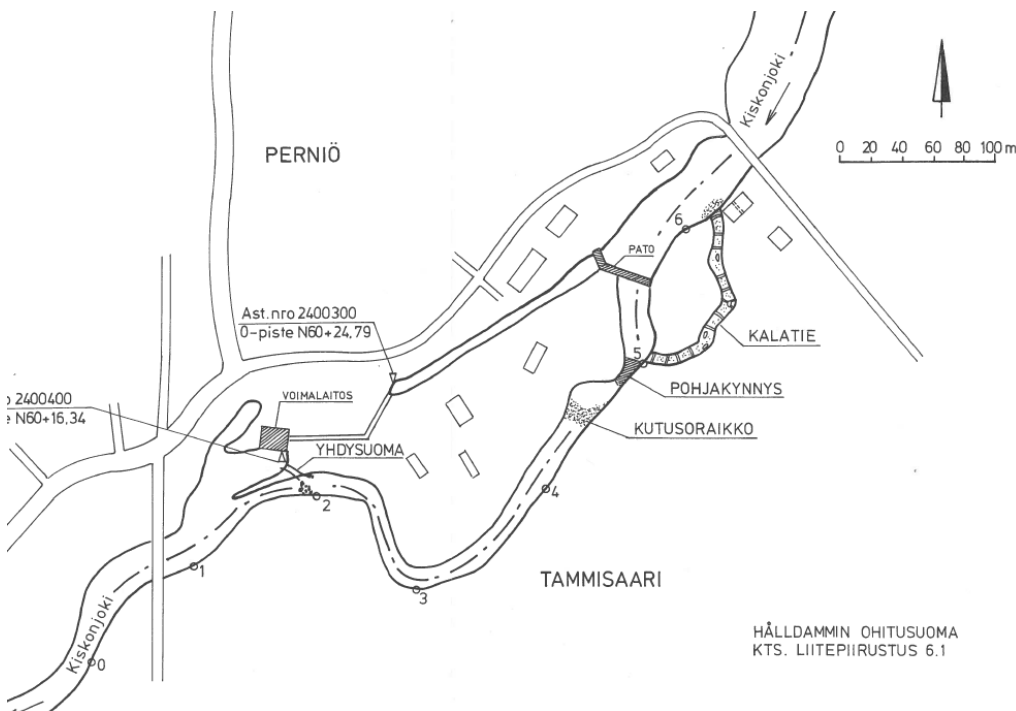 Kiskonjoki
0 20 40 60 80 100 m
PERNIÖ
6
PATO
Ast.nro 2400300
0-piste N60+24,79
5
KALATIE
POHJAKYNNYS
VOIMALAITOS
o 2400400
e N60+16,34
KUTUSORAIKKO
YHDYSUOMA
4
2
1
3
TAMMISAARI
Kiskonjoki
0
HÅLLDAMMIN OHITUSUOMA
KTS. LIITEPIIRUSTUS 6.1